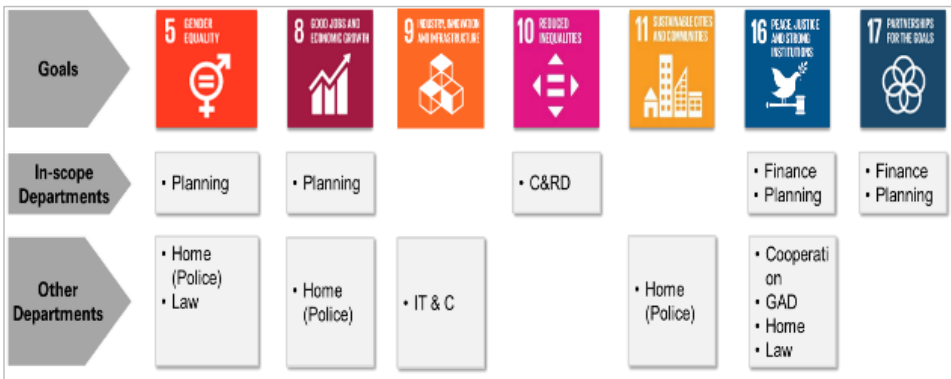 Goals
5 GENDER
EQUALITY
8 GOOD JOBS AND
ECONOMIC GROWTH
9 INDUSTRY, INNOVATION
AND INFRASTRUCTURE
10 REDUCED
INEQUALITIES
11 SUSTAINABLE CITIES
AND COMMUNITIES
16 PEACE, JUSTICE
AND STRONG
INSTITUTIONS
17 PARTNERSHIPS
FOR THE GOALS
In-scope
Departments
• Planning
• Planning
• C&RD
• Finance
• Planning
• Finance
• Planning
Other
Departments
• Home
(Police)
• Law
• Home
(Police)
• IT & C
• Home
(Police)
• Cooperati
on
• GAD
• Home
• Law